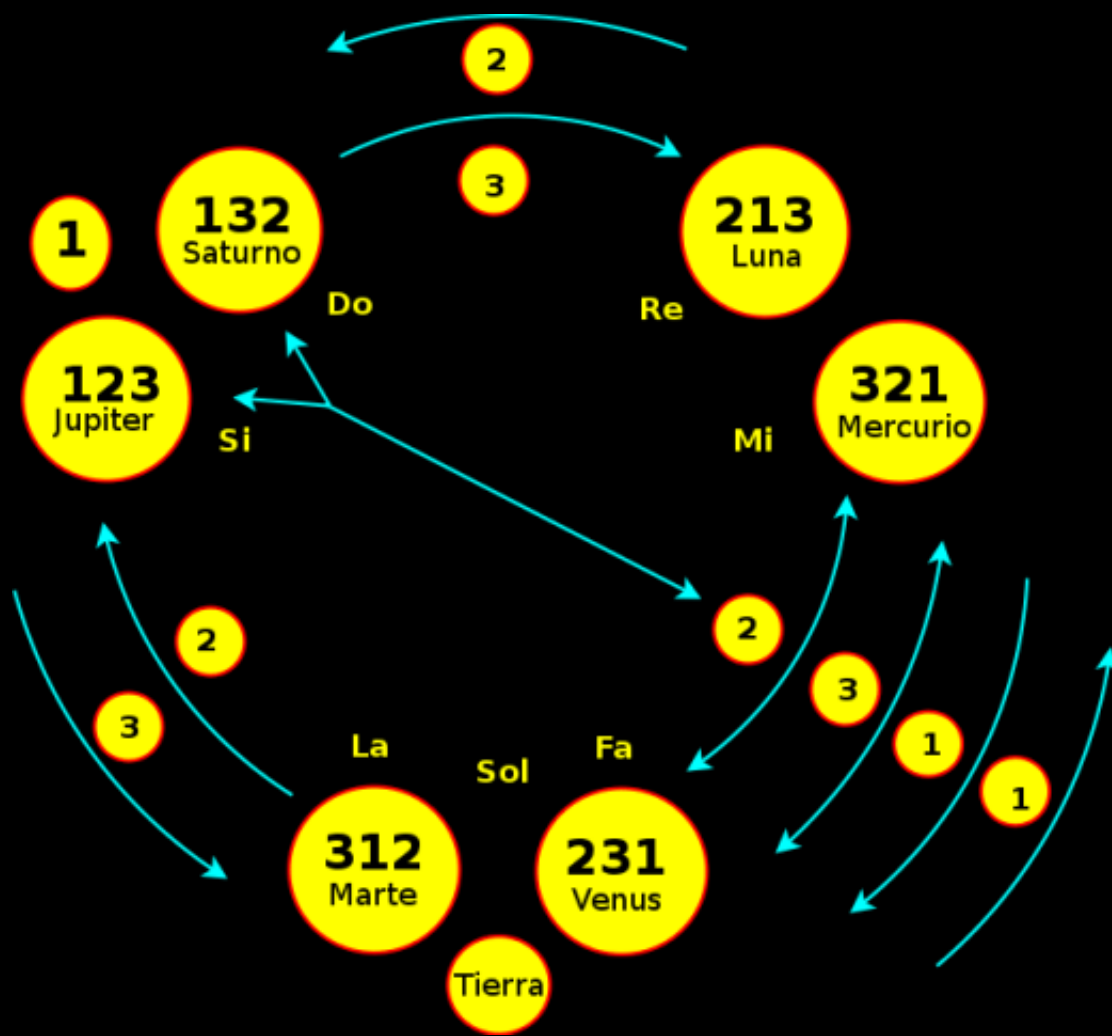 2
3
1
132
Saturno
213
Luna
Do
Re
123
Jupiter
321
Mercurio
Si
Mi
2
2
3
3
1
1
La
Sol
Fa
312
Marte
231
Venus
Tierra